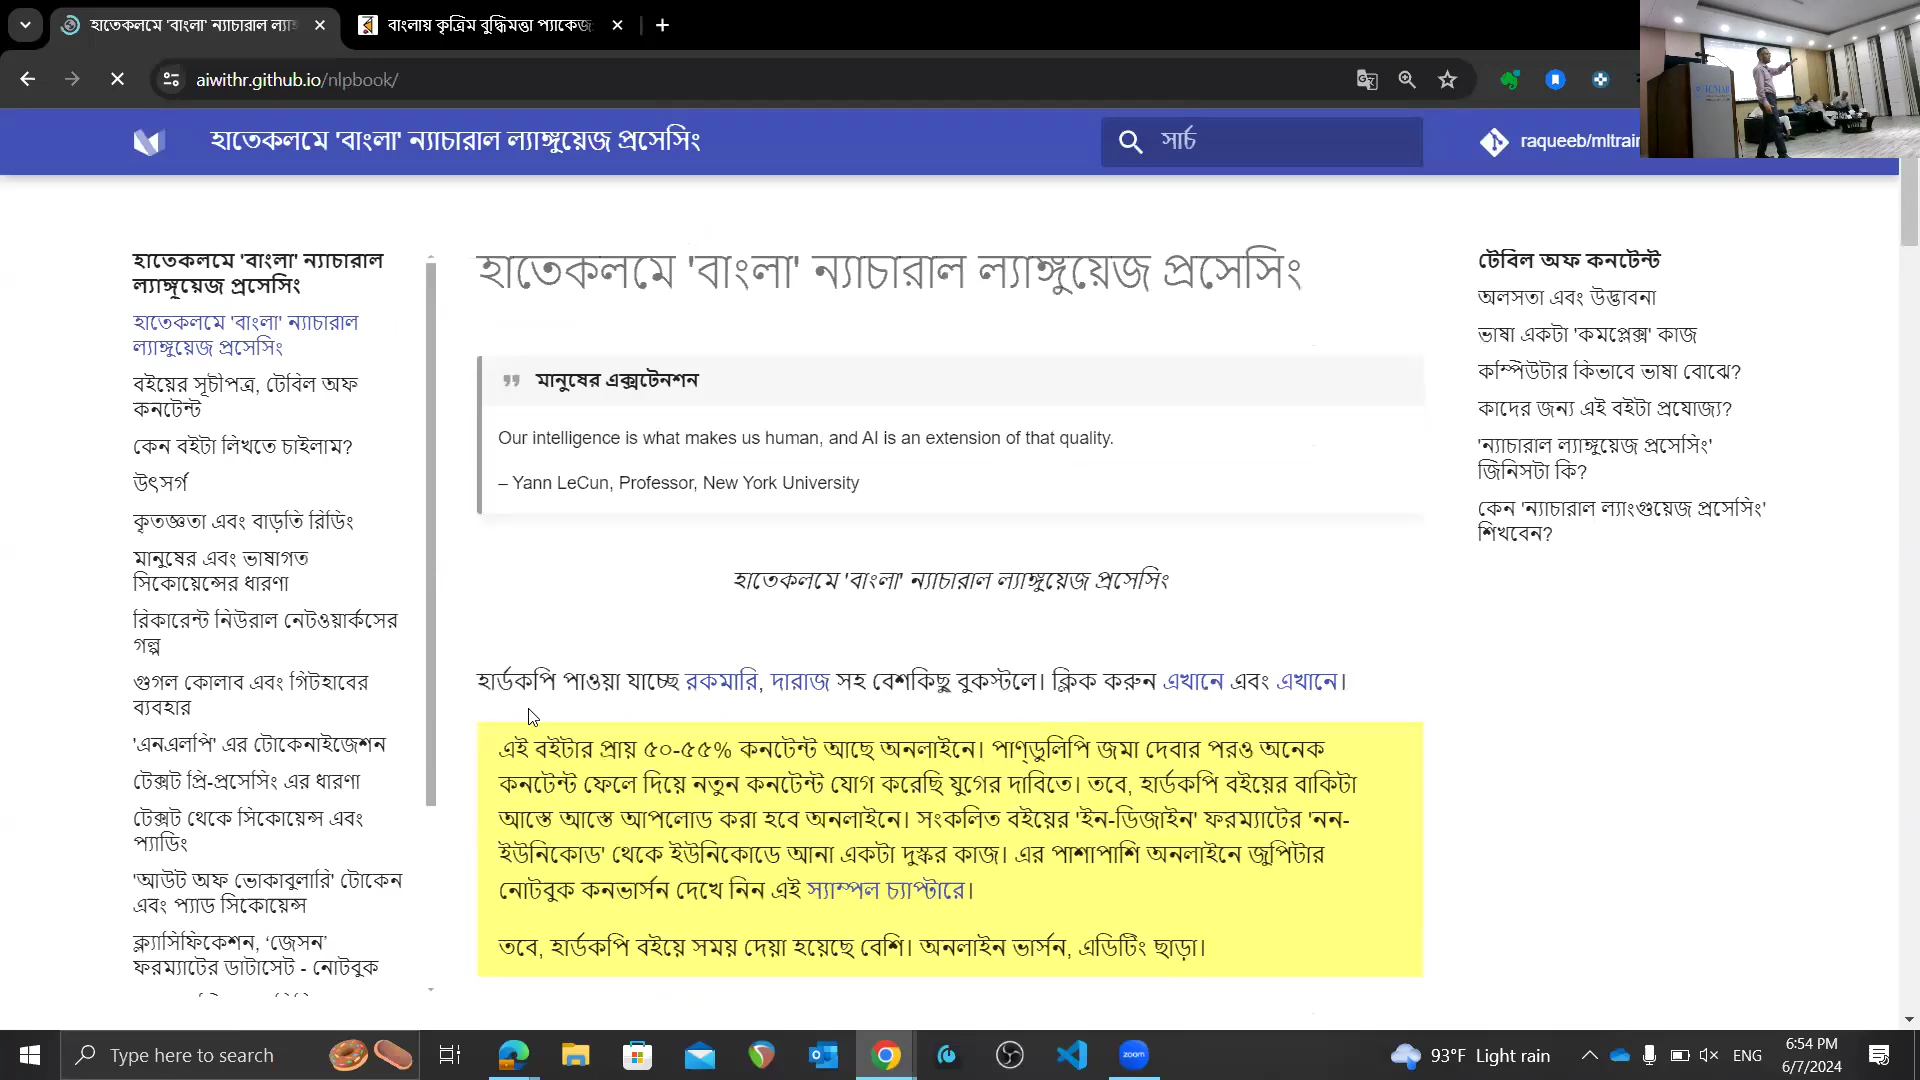 হাতেকলমে 'বাংলা' ন্যাচারাল ল্যাঙ্গ
বাংলায় কৃত্রিম বুদ্ধিমত্তা প্যাকেজ
aiwithr.github.io/nlpbook/
হাতেকলমে 'বাংলা' ন্যাচারাল ল্যাঙ্গুয়েজ প্রসেসিং
সার্চ
raqueeb/mltrain
ICMAB
হাতেকলমে 'বাংলা' ন্যাচারাল
ল্যাঙ্গুয়েজ প্রসেসিং
হাতেকলমে 'বাংলা' ন্যাচারাল
ল্যাঙ্গুয়েজ প্রসেসিং
বইয়ের সূচীপত্র, টেবিল অফ
কনটেন্ট
কেন বইটা লিখতে চাইলাম?
উৎসর্গ
কৃতজ্ঞতা এবং বাড়তি রিডিং
মানুষের এবং ভাষাগত
সিকোয়েন্সের ধারণা
রিকারেন্ট নিউরাল নেটওয়ার্কসের
গল্প
গুগল কোলাব এবং গিটহাবের
ব্যবহার
'এনএলপি' এর টোকেনাইজেশন
টেক্সট প্রি-প্রসেসিং এর ধারণা
টেক্সট থেকে সিকোয়েন্স এবং
প্যাডিং
'আউট অফ ভোকাবুলারি' টোকেন
এবং প্যাড সিকোয়েন্স
ক্ল্যাসিফিকেশন, ‘জেসন’
ফরম্যাটের ডাটাসেট - নোটবুক
হাতেকলমে 'বাংলা' ন্যাচারাল ল্যাঙ্গুয়েজ প্রসেসিং
মানুষের এক্সটেনশন
Our intelligence is what makes us human, and AI is an extension of that quality.
– Yann LeCun, Professor, New York University
হাতেকলমে 'বাংলা' ন্যাচারাল ল্যাঙ্গুয়েজ প্রসেসিং
হার্ডকপি পাওয়া যাচ্ছে রকমারি, দারাজ সহ বেশকিছু বুকস্টলে। ক্লিক করুন এখানে এবং এখানে।
এই বইটার প্রায় ৫০-৫৫% কনটেন্ট আছে অনলাইনে। পাণ্ডুলিপি জমা দেবার পরও অনেক
কনটেন্ট ফেলে দিয়ে নতুন কনটেন্ট যোগ করেছি যুগের দাবিতে। তবে, হার্ডকপি বইয়ের বাকিটা
আস্তে আস্তে আপলোড করা হবে অনলাইনে। সংকলিত বইয়ের 'ইন-ডিজাইন' ফরম্যাটের 'নন-
ইউনিকোড' থেকে ইউনিকোডে আনা একটা দুস্কর কাজ। এর পাশাপাশি অনলাইনে জুপিটার
নোটবুক কনভার্সন দেখে নিন এই স্যাম্পল চ্যাপ্টারে।
তবে, হার্ডকপি বইয়ে সময় দেয়া হয়েছে বেশি। অনলাইন ভার্সন, এডিটিং ছাড়া।
টেবিল অফ কনটেন্ট
অলসতা এবং উদ্ভাবনা
ভাষা একটা 'কমপ্লেক্স' কাজ
কম্পিউটার কিভাবে ভাষা বোঝে?
কাদের জন্য এই বইটা প্রযোজ্য?
'ন্যাচারাল ল্যাঙ্গুয়েজ প্রসেসিং'
জিনিসটা কি?
কেন 'ন্যাচারাল ল্যাংগুয়েজ প্রসেসিং'
শিখবেন?
Type here to search
zoom
93°F Light rain
ENG
6:54 PM
6/7/2024